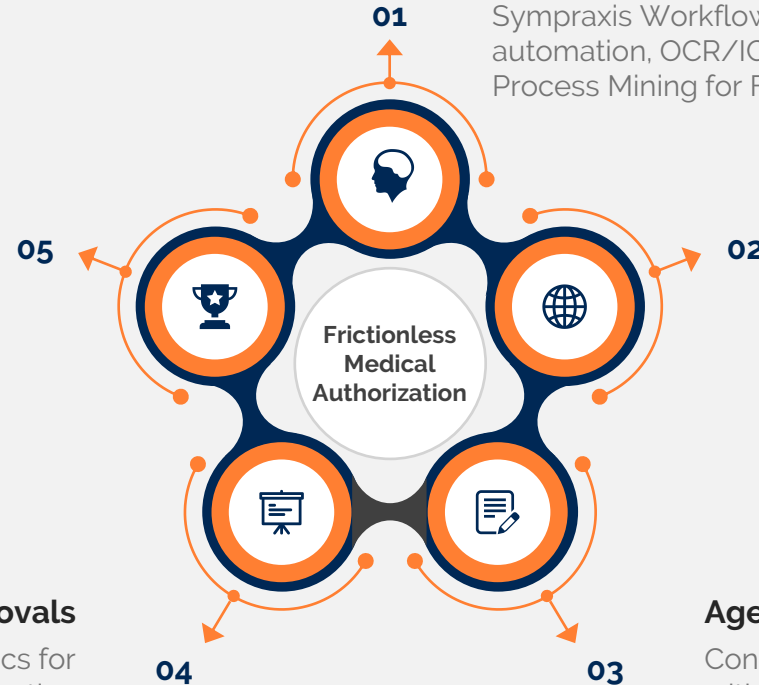 01
Sympraxis Workflow
automation, OCR/IC
Process Mining for F
05
02
Frictionless
Medical
Authorization
ovals
cs for
04
Age
Con
03